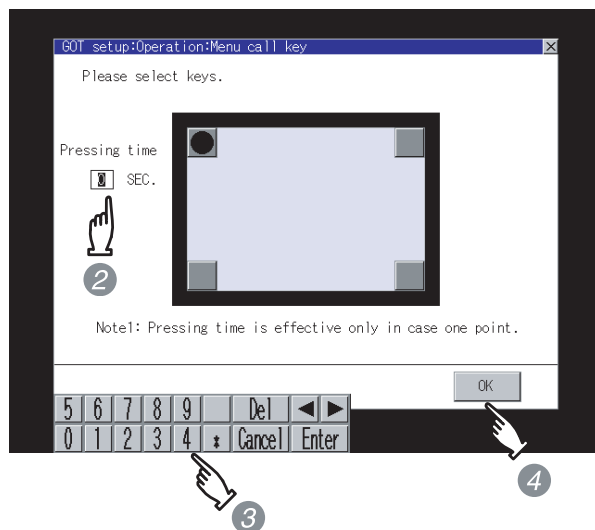 GOT setup:Operation:Menu call key
Please select keys.
Pressing time
0 SEC.
2
Note1: Pressing time is effective only in case one point.
OK
5 6 7 8 9 Del ◀ ▶
0 1 2 3 4 * Cancel Enter
4
3